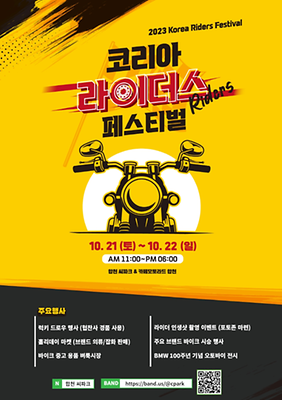 2023 Korea Riders Festival
코리아
라이더스
Riders
페스티벌
10. 21 (토) ~ 10. 22 (일)
AM 11:00~PM 06:00
합천 씨파크 & 카페모토라드 합천
주요행사
럭키 드로우 행사 (협찬사 경품 사용)
홀리데이 마켓 (브랜드 의류/잡화 판매)
바이크 중고 용품 벼룩시장
라이더 인생샷 촬영 이벤트 (포토존 마련)
주요 브랜드 바이크 시승 행사
BMW 100주년 기념 오토바이 전시
N 합천 씨파크
BAND https://band.us/@cpark